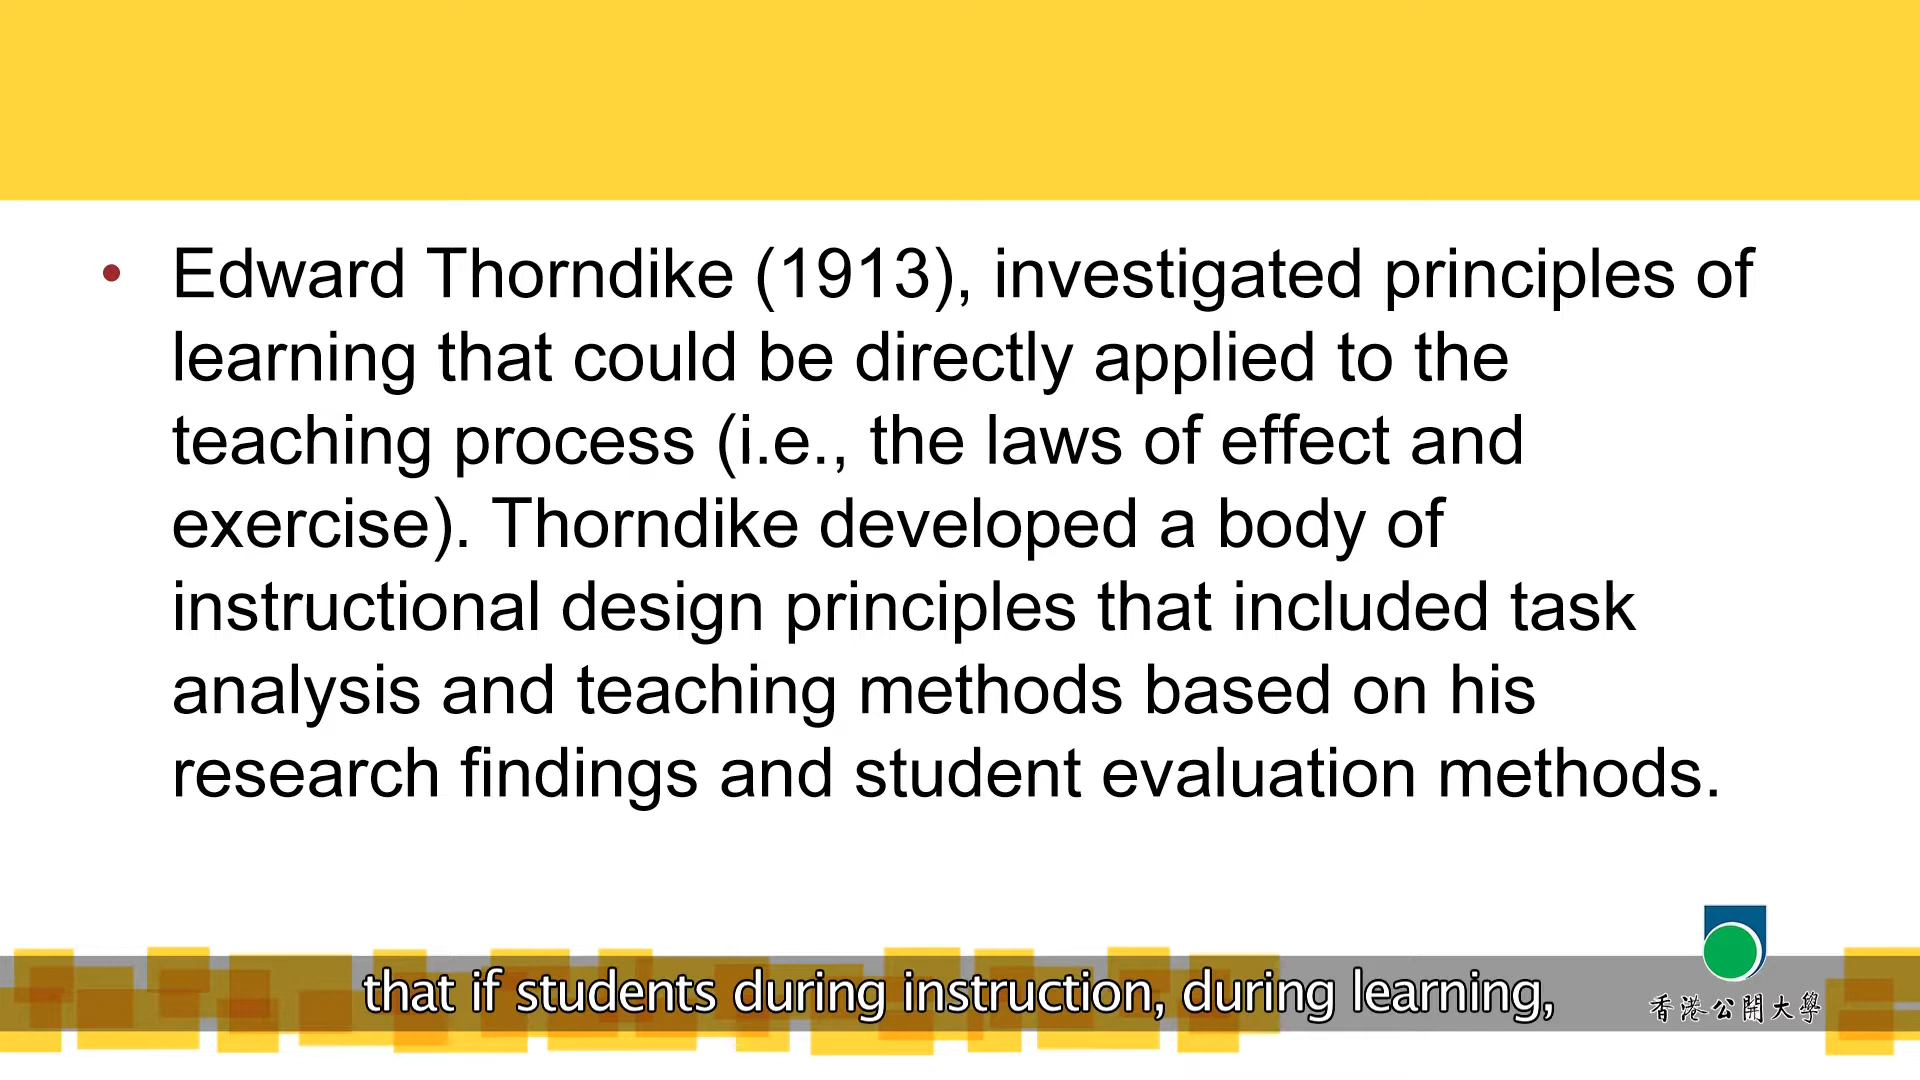 • Edward Thorndike (1913), investigated principles of
learning that could be directly applied to the
teaching process (i.e., the laws of effect and
exercise). Thorndike developed a body of
instructional design principles that included task
analysis and teaching methods based on his
research findings and student evaluation methods.
that if students during instruction, during learning,
香港公開大學